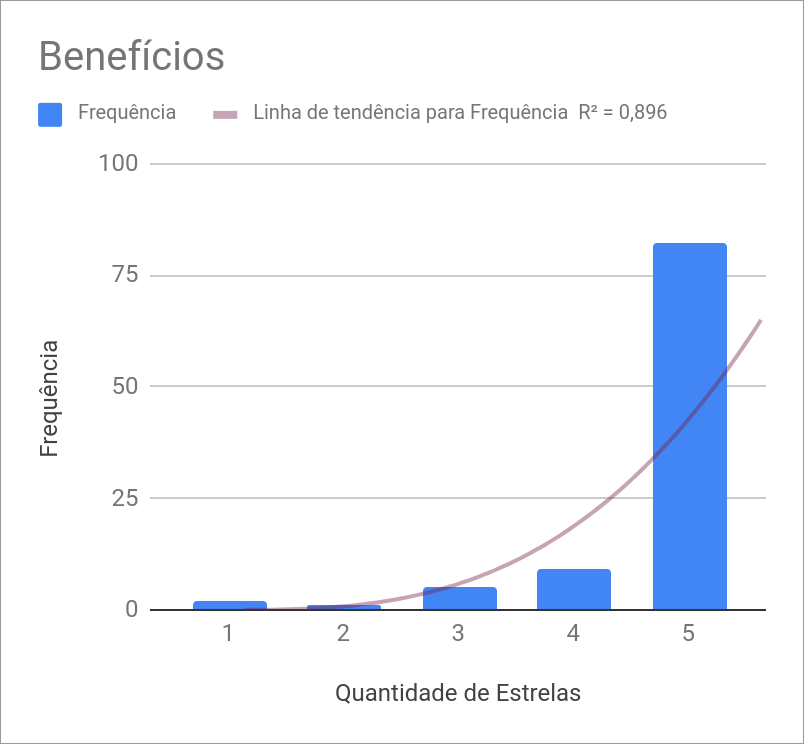 Benefícios
Frequência Linha de tendência para Frequência R² = 0,896
100
75
50
25
0
Frequência
1 2 3 4 5
Quantidade de Estrelas